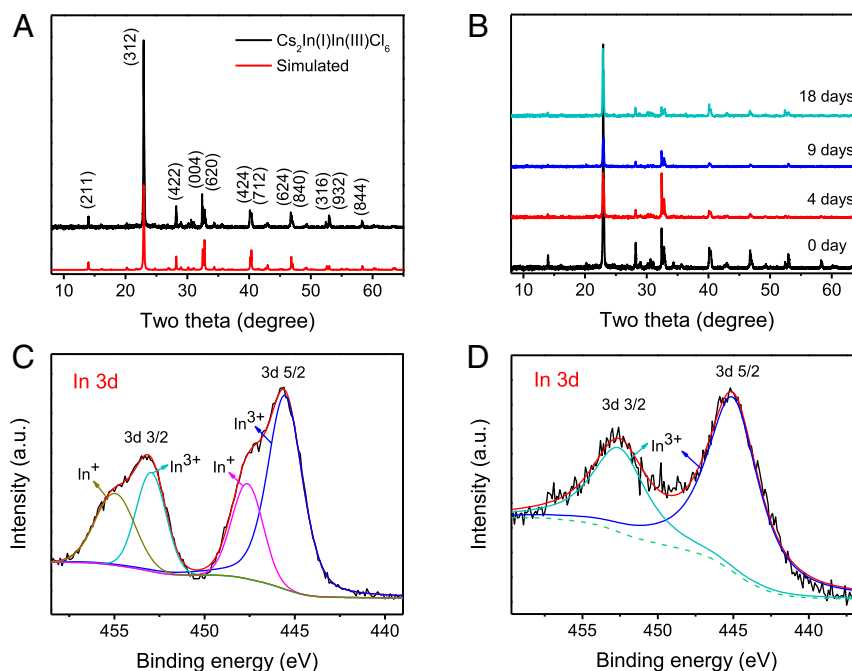 A
Cs2In(I)In(III)Cl6
Simulated
(211)
(312)
(422)
(004)
(620)
(424)
(712)
(624)
(840)
(316)
(932)
(844)
10 20 30 40 50 60
Two theta (degree)
B
18 days
9 days
4 days
0 day
10 20 30 40 50 60
Two theta (degree)
C
In 3d
3d 5/2
3d 3/2
In3+
In+
In3+
In+
Intensity (a.u.)
455 450 445 440
Binding energy (eV)
D
In 3d
3d 5/2
3d 3/2
In3+
Intensity (a.u.)
455 450 445 440
Binding energy (eV)